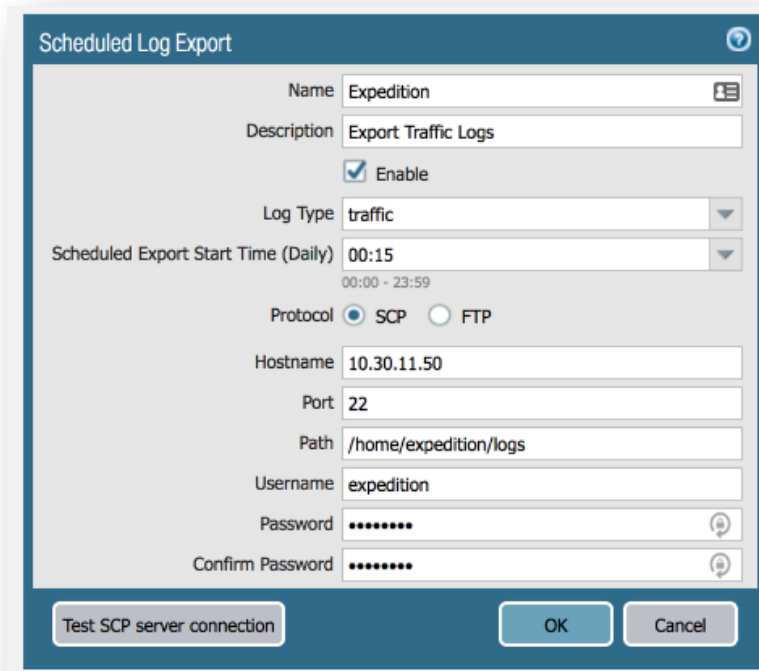 Scheduled Log Export
Name Expedition
Description Export Traffic Logs
Enable
Log Type traffic
Scheduled Export Start Time (Daily) 00:15
00:00 - 23:59
Protocol SCP FTP
Hostname 10.30.11.50
Port 22
Path /home/expedition/logs
Username expedition
Password ••••••••
Confirm Password ••••••••
Test SCP server connection OK Cancel